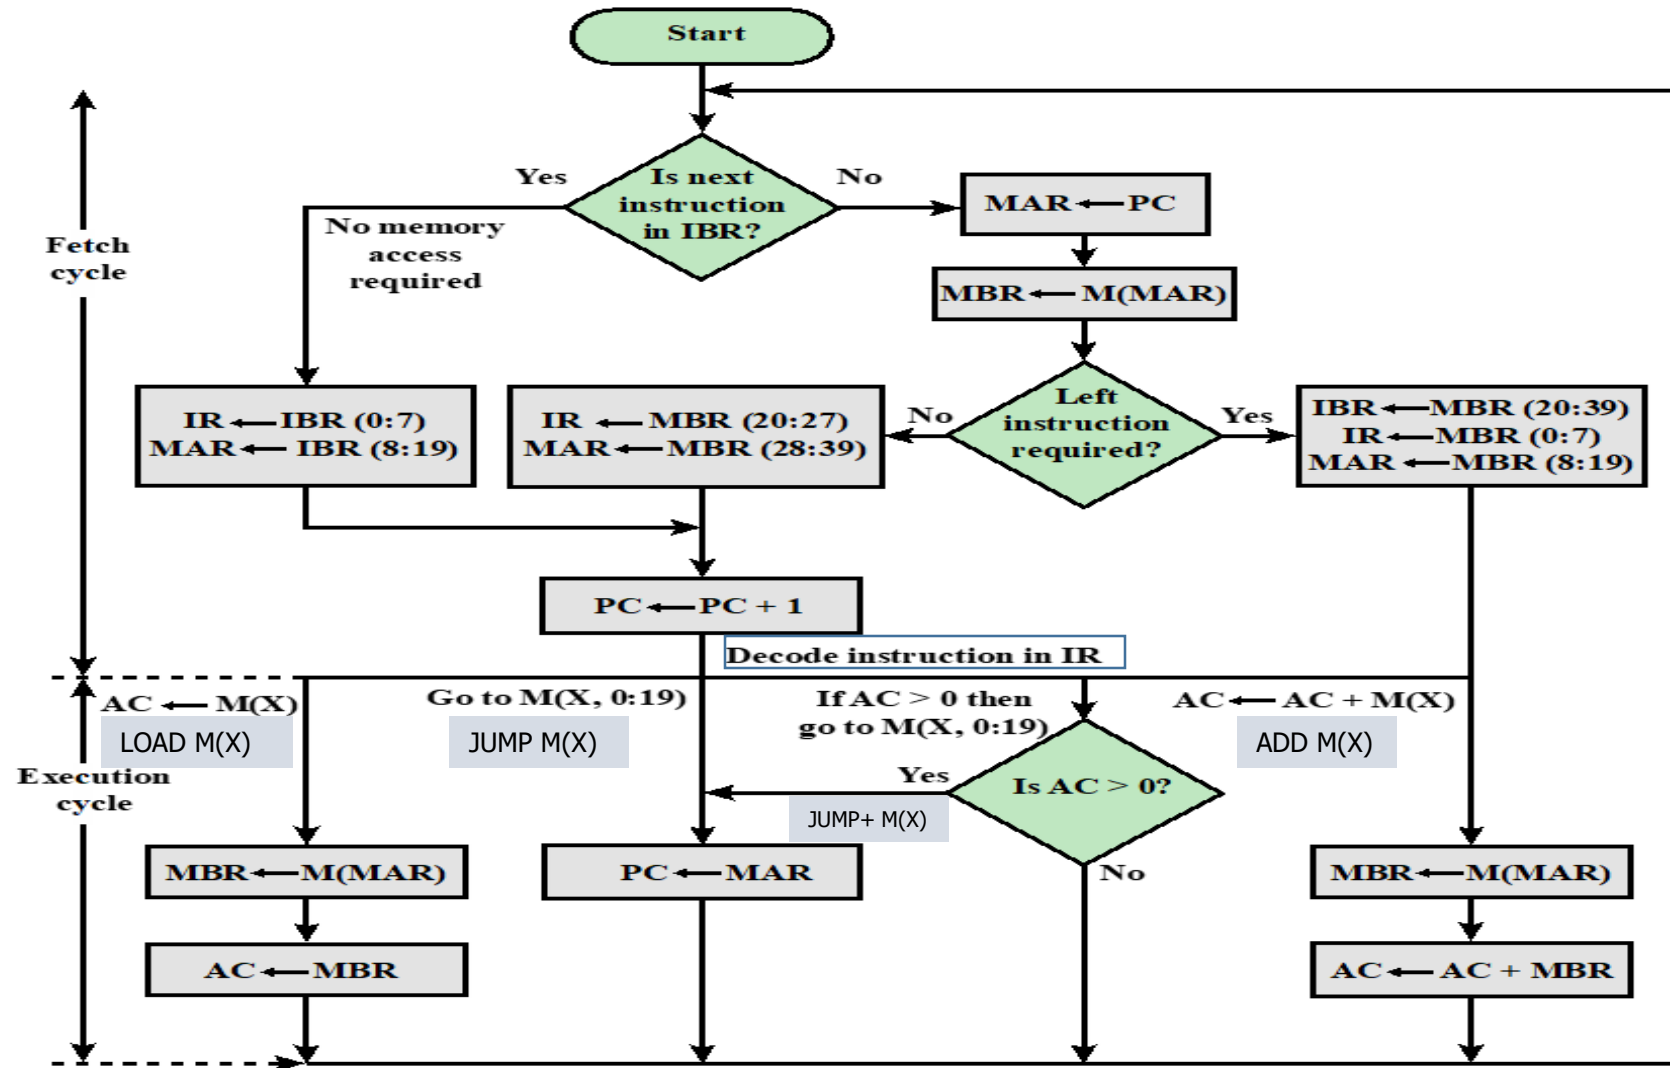 Start
Yes
Is next
instruction
in IBR?
No
MAR ← PC
No memory
access
required
Fetch
cycle
MBR ← M(MAR)
Left
instruction
required?
No
Yes
IR ← IBR (0:7)
MAR ← IBR (8:19)
IR ← MBR (20:27)
MAR ← MBR (28:39)
IBR ← MBR (20:39)
IR ← MBR (0:7)
MAR ← MBR (8:19)
PC ← PC + 1
Decode instruction in IR
AC ← M(X)
LOAD M(X)
Go to M(X, 0:19)
JUMP M(X)
If AC > 0 then
go to M(X, 0:19)
AC ← AC + M(X)
ADD M(X)
Execution
cycle
Yes
Is AC > 0?
JUMP+ M(X)
No
MBR ← M(MAR)
PC ← MAR
MBR ← M(MAR)
AC ← MBR
AC ← AC + MBR